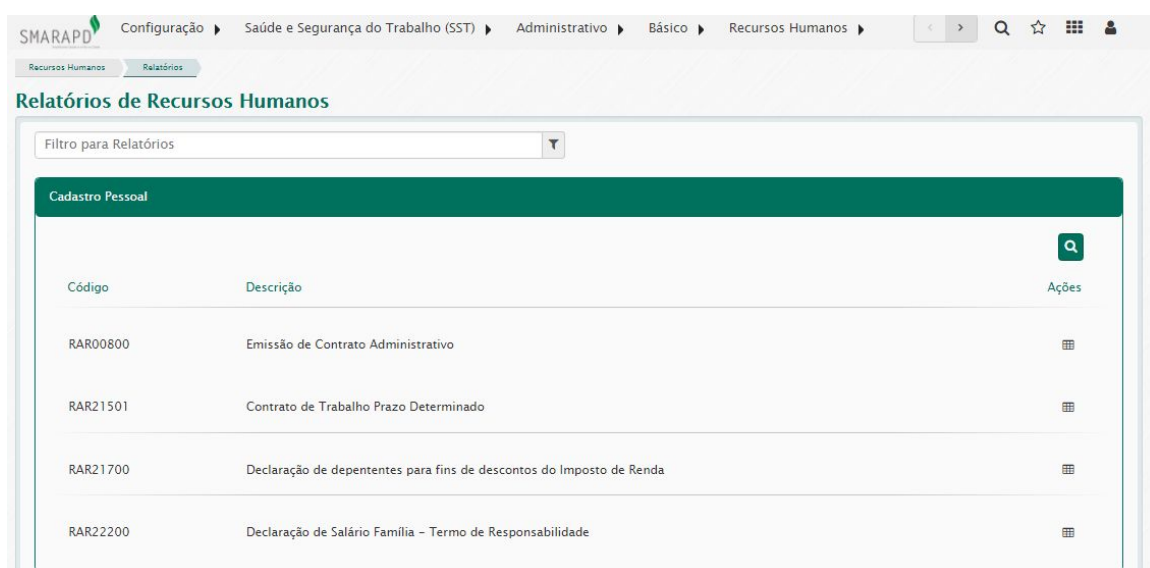 SMARAPD
Configuração Saúde e Segurança do Trabalho (SST) Administrativo Básico Recursos Humanos
Recursos Humanos Relatórios
Relatórios de Recursos Humanos
Filtro para Relatórios
Cadastro Pessoal
Código Descrição Ações
RAR00800 Emissão de Contrato Administrativo
RAR21501 Contrato de Trabalho Prazo Determinado
RAR21700 Declaração de depententes para fins de descontos do Imposto de Renda
RAR22200 Declaração de Salário Família - Termo de Responsabilidade